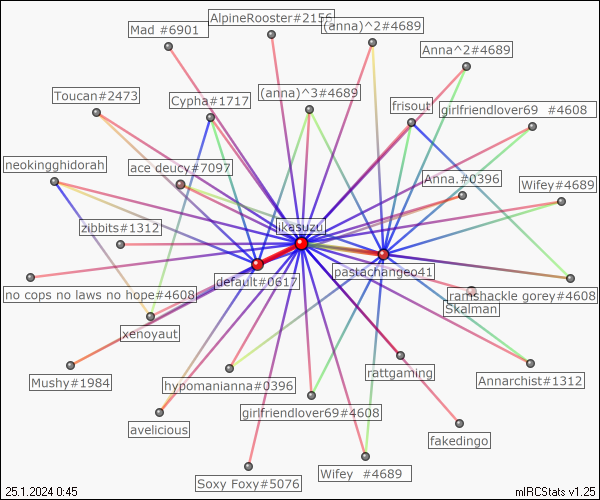 AlpineRooster#2156
Mad #6901
(anna)^2#4689
Anna^2#4689
Toucan#2473
Cypha#1717
(anna)^3#4689
frisout
girlfriendlover69 #4608
neokingghidorah
ace deucy#7097
Anna.#0396
Wifey#4689
zibbits#1312
ikasuzu
default#0617
pastachangeo41
no cops no laws no hope#4608
ramshackle gorey#4608
Skalman
xenoyaut
Mushy#1984
hypomanianna#0396
rattgaming
Annarchist#1312
avelicious
girlfriendlover69#4608
fakedingo
Soxy Foxy#5076
Wifey #4689
25.1.2024 0:45
mIRCStats v1.25